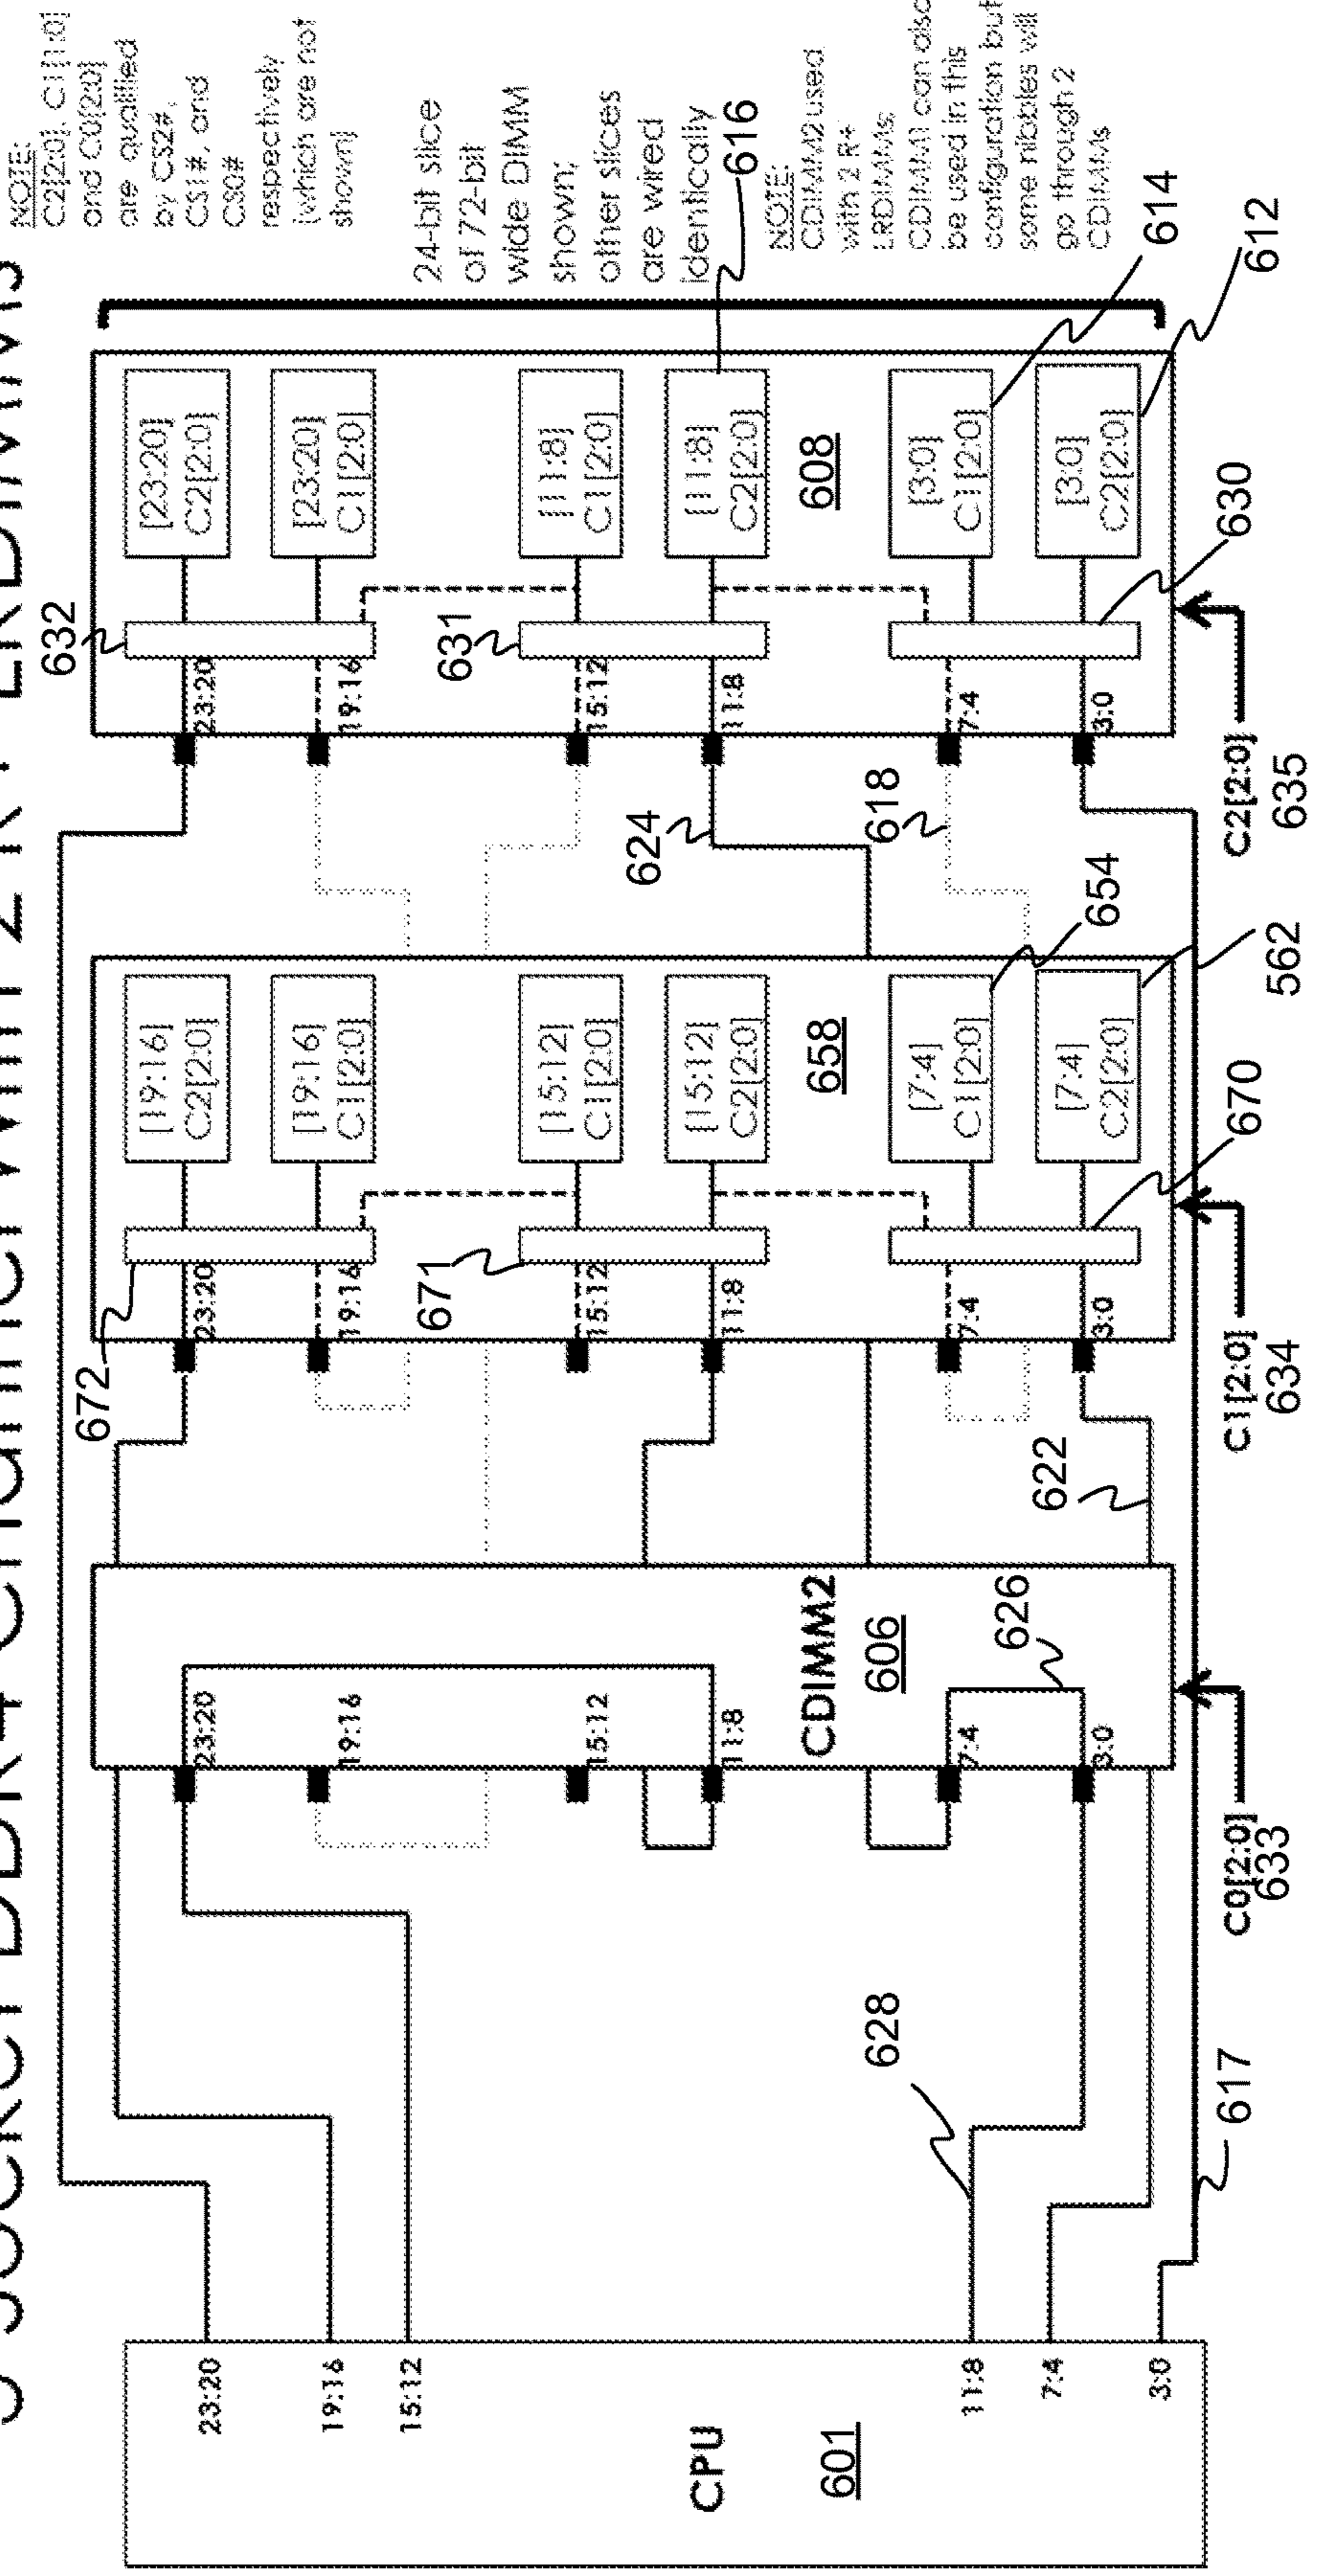 3-Socket DDR4 Channel with 2 R+ LRDIMMs
NOTE:
C2[2:0], C1[1:0]
and C0[2:0]
are qualified
by CS2#,
CS1#, and
CS0#
respectively
[which are not
shown]
24-bit slice
of 72-bit
wide DIMM
shown;
other slices
are wired
identically
616
NOTE:
CDIMM2 used
with 2 R+
LRDIMMs;
CDIMM1 can also
be used in this
configuration but
some nibbles will
go through 2
CDIMMs
CPU
601
23:20
19:16
15:12
11:8
7:4
3:0
628
617
CDIMM2
606
23:20
19:16
15:12
11:8
7:4
3:0
626
C0[2:0]
633
622
672
671
670
23:20
19:16
15:12
11:8
7:4
3:0
[19:16]
C2[2:0]
[19:16]
C1[2:0]
[15:12]
C1[2:0]
[15:12]
C2[2:0]
658
[7:4]
C1[2:0]
[7:4]
C2[2:0]
654
562
C1[2:0]
634
624
618
632
631
630
23:20
19:16
15:12
11:8
7:4
3:0
[23:20]
C2[2:0]
[23:20]
C1[2:0]
[11:8]
C1[2:0]
[11:8]
C2[2:0]
608
[3:0]
C1[2:0]
[3:0]
C2[2:0]
614
612
C2[2:0]
635